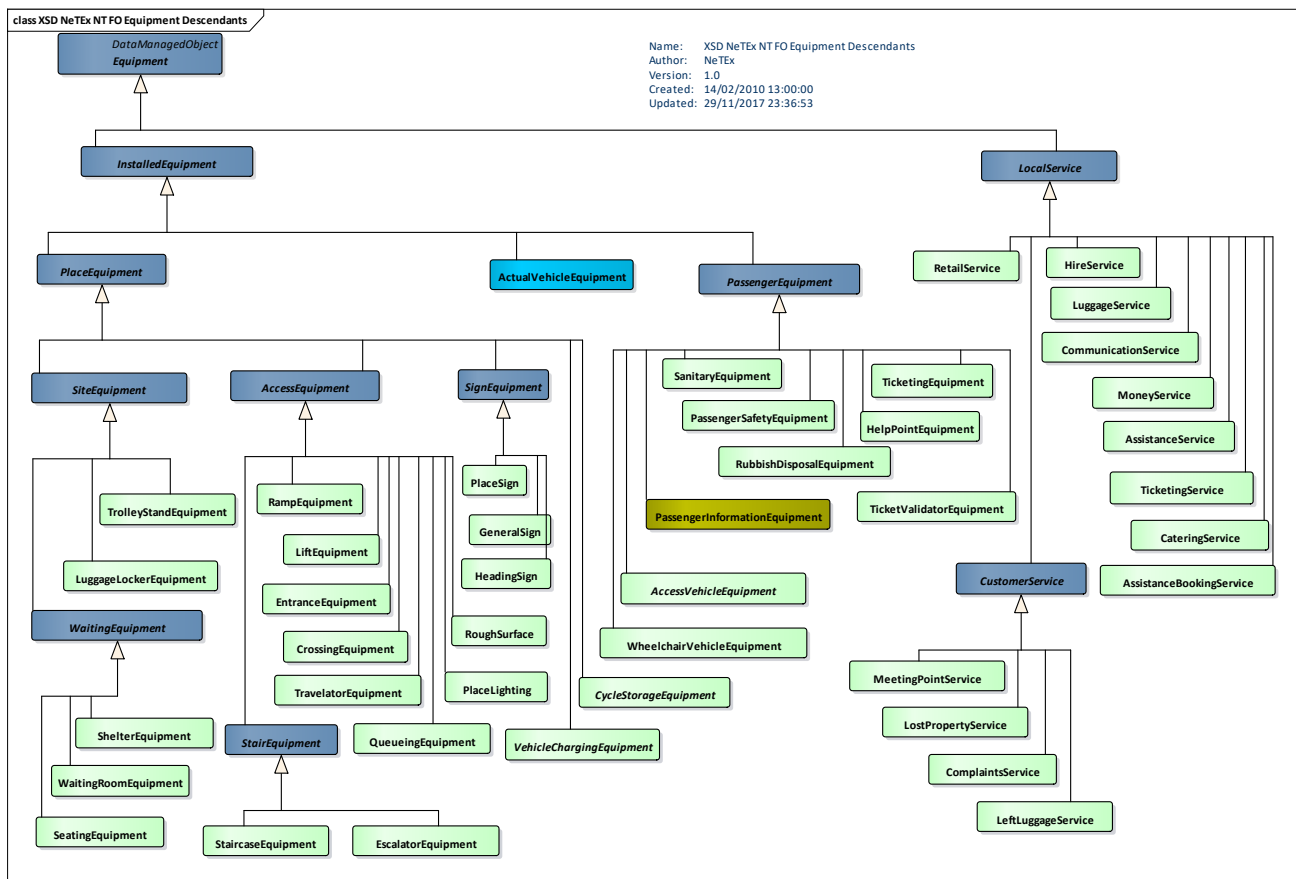 class XSD NeTEx NT FO Equipment Descendants
DataManagedObject
Equipment
Name: XSD NeTEx NT FO Equipment Descendants
Author: NeTEx
Version: 1.0
Created: 14/02/2010 13:00:00
Updated: 29/11/2017 23:36:53
InstalledEquipment
LocalService
PlaceEquipment
ActualVehicleEquipment
PassengerEquipment
RetailService
HireService
LuggageService
CommunicationService
MoneyService
AssistanceService
TicketingService
CateringService
AssistanceBookingService
SiteEquipment
AccessEquipment
SignEquipment
SanitaryEquipment
TicketingEquipment
PassengerSafetyEquipment
HelpPointEquipment
RubbishDisposalEquipment
PassengerInformationEquipment
TicketValidatorEquipment
AccessVehicleEquipment
WheelchairVehicleEquipment
TrolleyStandEquipment
LuggageLockerEquipment
WaitingEquipment
ShelterEquipment
WaitingRoomEquipment
SeatingEquipment
RampEquipment
LiftEquipment
EntranceEquipment
CrossingEquipment
TravelatorEquipment
StairEquipment
QueueingEquipment
StaircaseEquipment
EscalatorEquipment
PlaceSign
GeneralSign
HeadingSign
RoughSurface
PlaceLighting
CycleStorageEquipment
VehicleChargingEquipment
CustomerService
MeetingPointService
LostPropertyService
ComplaintsService
LeftLuggageService